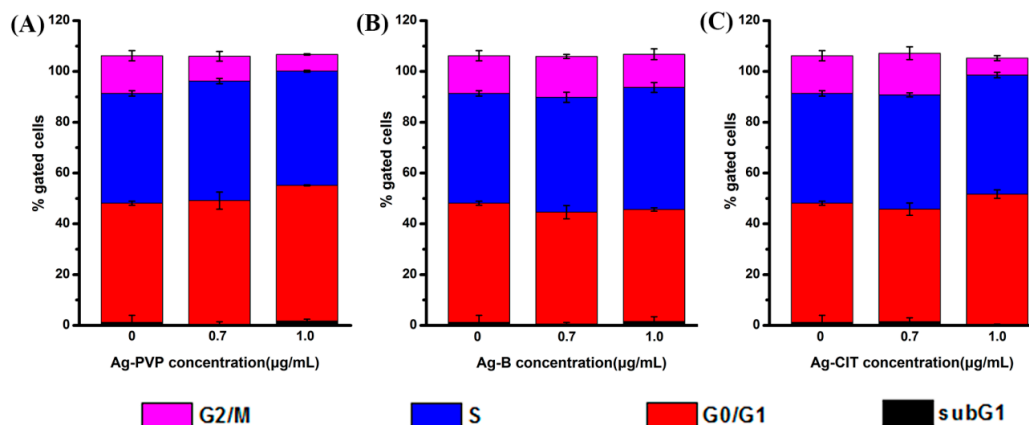 (A)
120
100
80
60
40
20
0
% gated cells
0 0.7 1.0
Ag-PVP concentration(µg/mL)
(B)
120
100
80
60
40
20
0
% gated cells
0 0.7 1.0
Ag-B concentration(µg/mL)
(C)
120
100
80
60
40
20
0
% gated cells
0 0.7 1.0
Ag-CIT concentration(µg/mL)
G2/M S G0/G1 subG1